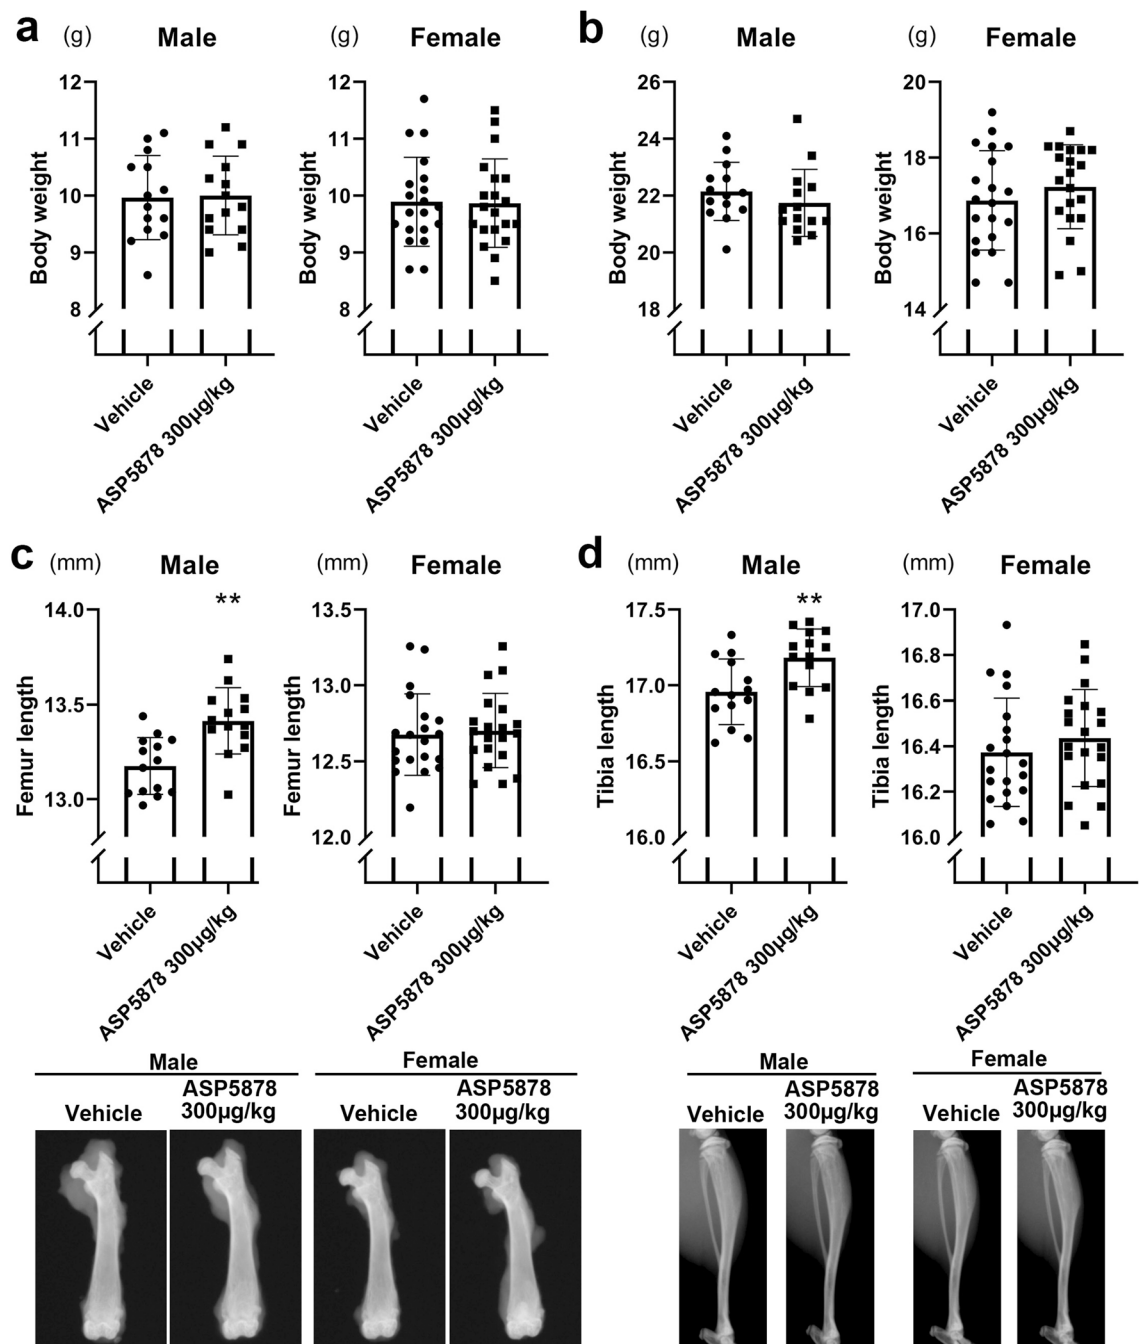 a (g) Male (g) Female b (g) Male (g) Female
Body weight
12
11
10
9
8
Vehicle
ASP5878 300µg/kg
Body weight
12
11
10
9
8
Vehicle
ASP5878 300µg/kg
Body weight
26
24
22
20
18
Vehicle
ASP5878 300µg/kg
Body weight
20
18
16
14
Vehicle
ASP5878 300µg/kg
c (mm) Male (mm) Female d (mm) Male (mm) Female
Femur length
14.0
13.5
13.0
**
Vehicle
ASP5878 300µg/kg
Femur length
13.5
13.0
12.5
12.0
Vehicle
ASP5878 300µg/kg
Tibia length
17.5
17.0
16.5
16.0
**
Vehicle
ASP5878 300µg/kg
Tibia length
17.0
16.8
16.6
16.4
16.2
16.0
Vehicle
ASP5878 300µg/kg
Male
Vehicle
ASP5878
300µg/kg
Female
Vehicle
ASP5878
300µg/kg
Male
Vehicle
ASP5878
300µg/kg
Female
Vehicle
ASP5878
300µg/kg